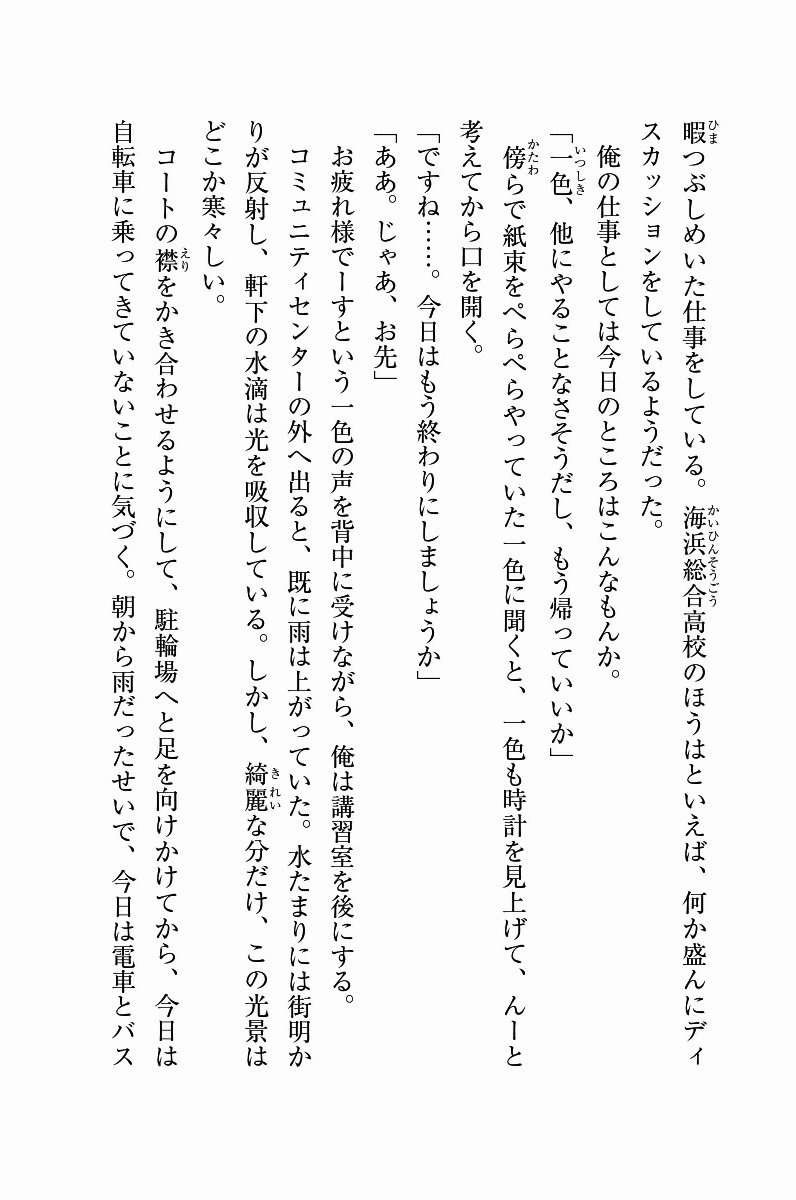 暇つぶしめいた仕事をしている。海浜総合高校のほうはといえば、何か盛んにディ
スカッションをしているようだった。
俺の仕事としては今日のところはこんなもんか。
「一色、他にやることなさそうだし、もう帰っていいか」
傍らで紙束をぺらぺらやっていた一色に聞くと、一色も時計を見上げて、んーと
考えてから口を開く。
「ですね……。今日はもう終わりにしましょうか」
「ああ。じゃあ、お先」
お疲れ様でーすという一色の声を背中に受けながら、俺は講習室を後にする。
コミュニティセンターの外へ出ると、既に雨は上がっていた。水たまりには街明か
りが反射し、軒下の水滴は光を吸収している。しかし、綺麗な分だけ、この光景は
どこか寒々しい。
コートの襟をかき合わせるようにして、駐輪場へと足を向けかけてから、今日は
自転車に乗ってきていないことに気づく。朝から雨だったせいで、今日は電車とバス